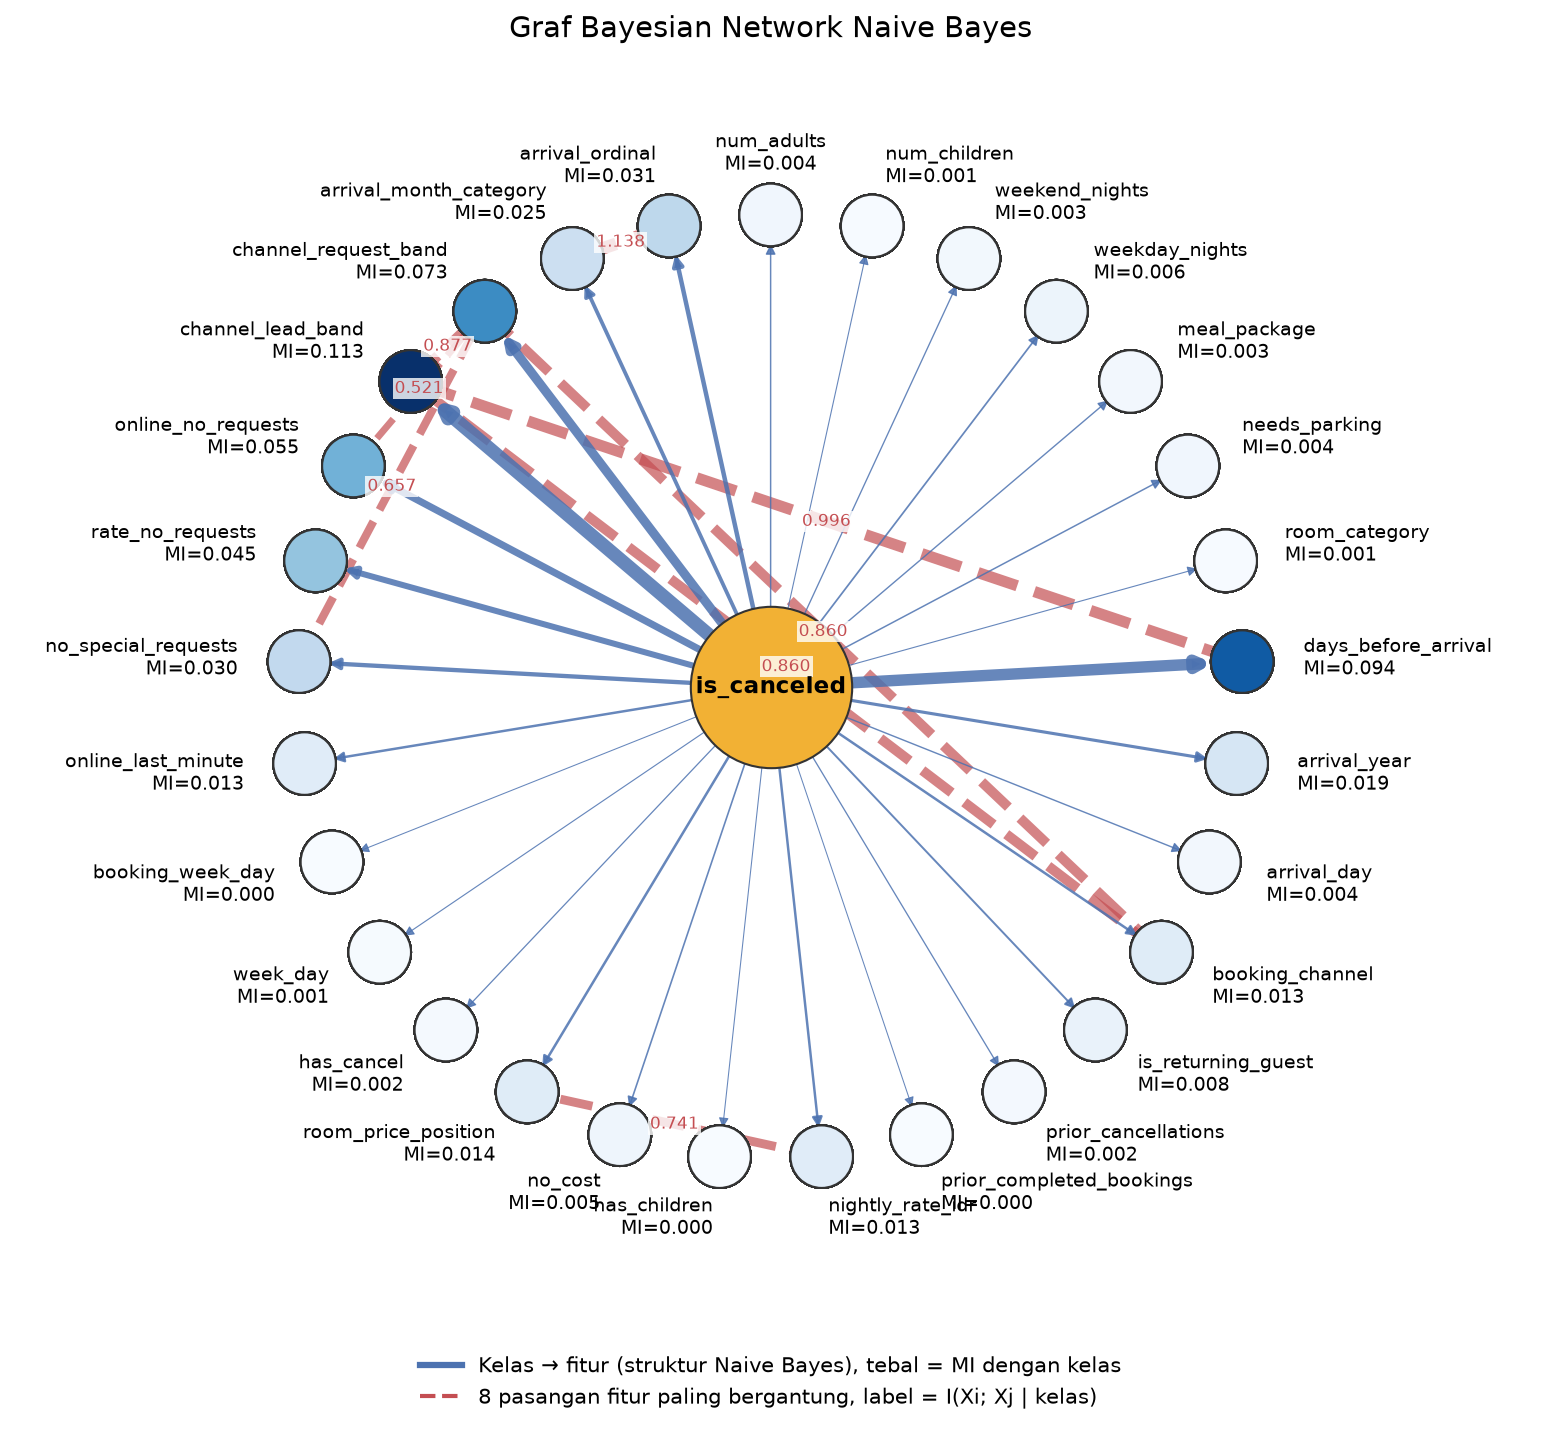 Graf Bayesian Network Naive Bayes
num_adults
MI=0.004
arrival_ordinal
MI=0.031
num_children
MI=0.001
arrival_month_category
MI=0.025
weekend_nights
MI=0.003
1.138
channel_request_band
MI=0.073
weekday_nights
MI=0.006
channel_lead_band
MI=0.113
0.877
meal_package
MI=0.003
0.521
online_no_requests
MI=0.055
needs_parking
MI=0.004
0.657
rate_no_requests
MI=0.045
0.996
room_category
MI=0.001
no_special_requests
MI=0.030
0.860
0.860
is_canceled
days_before_arrival
MI=0.094
online_last_minute
MI=0.013
arrival_year
MI=0.019
booking_week_day
MI=0.000
arrival_day
MI=0.004
week_day
MI=0.001
booking_channel
MI=0.013
has_cancel
MI=0.002
is_returning_guest
MI=0.008
room_price_position
MI=0.014
0.741
prior_cancellations
MI=0.002
no_cost
MI=0.005
has_children
MI=0.000
nightly_rate_idr
MI=0.013
prior_completed_bookings
MI=0.000
Kelas → fitur (struktur Naive Bayes), tebal = MI dengan kelas
8 pasangan fitur paling bergantung, label = I(Xi; Xj | kelas)